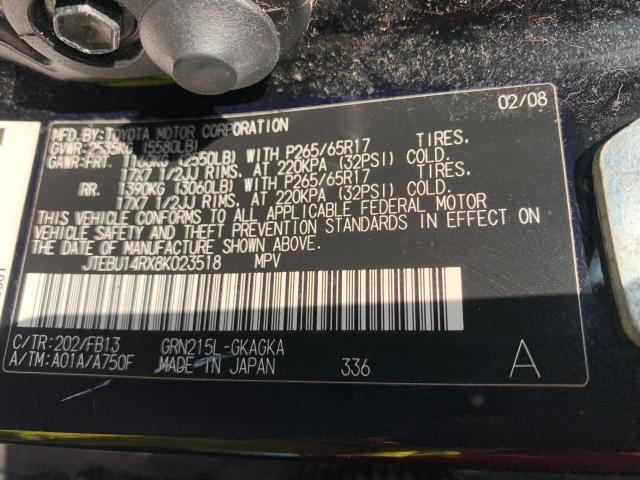 02/08
MFD.BY:TOYOTA MOTOR CORPORATION
GVWR:2535KG (5580LB)
GAWR:FRT. 1160KG (2550LB) WITH P265/65R17 TIRES,
17X7 1/2JJ RIMS, AT 220KPA (32PSI) COLD.
RR. 1390KG (3060LB) WITH P265/65R17 TIRES,
17X7 1/2JJ RIMS, AT 220KPA (32PSI) COLD.
THIS VEHICLE CONFORMS TO ALL APPLICABLE FEDERAL MOTOR
VEHICLE SAFETY AND THEFT PREVENTION STANDARDS IN EFFECT ON
THE DATE OF MANUFACTURE SHOWN ABOVE.
JTEBU14RX8K023518 MPV
C/TR:202/FB13 GRN215L-GKAGKA
A/TM:A01A/A750F MADE IN JAPAN 336 A